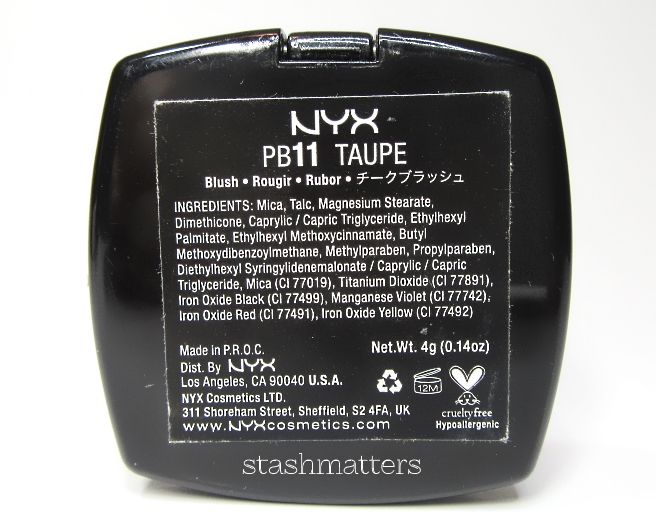 NYX
PB11 TAUPE
Blush • Rougir • Rubor • チークブラッシュ
INGREDIENTS: Mica, Talc, Magnesium Stearate,
Dimethicone, Caprylic / Capric Triglyceride, Ethylhexyl
Palmitate, Ethylhexyl Methoxycinnamate, Butyl
Methoxydibenzoylmethane, Methylparaben, Propylparaben,
Diethylhexyl Syringylidenemalonate / Caprylic / Capric
Triglyceride, Mica (CI 77019), Titanium Dioxide (CI 77891),
Iron Oxide Black (CI 77499), Manganese Violet (CI 77742),
Iron Oxide Red (CI 77491), Iron Oxide Yellow (CI 77492)
Made in P.R.O.C.
Net.Wt. 4g (0.14oz)
Dist. By NYX
Los Angeles, CA 90040 U.S.A.
NYX Cosmetics LTD.
311 Shoreham Street, Sheffield, S2 4FA, UK
www.NYXcosmetics.com
12M
crueltyfree
Hypoallergenic
stashmatters